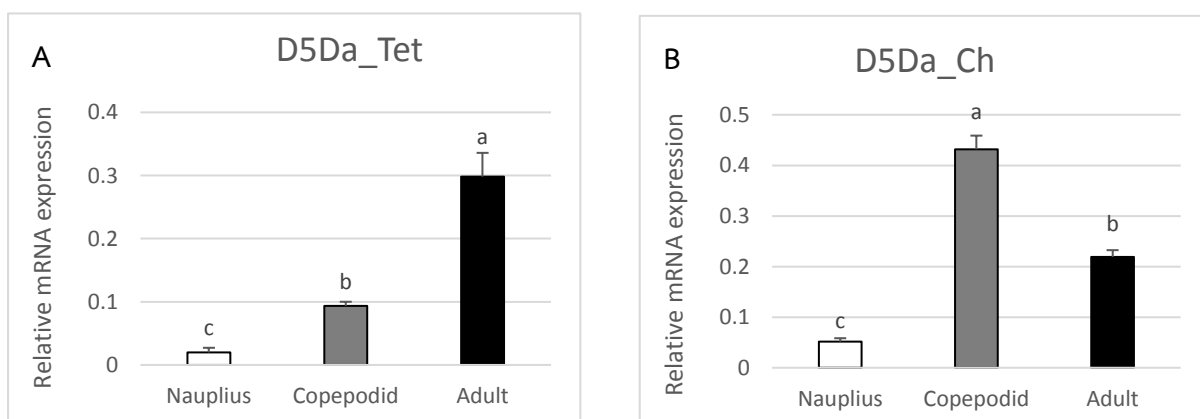 A
D5Da_Tet
Relative mRNA expression
0.4
0.3
0.2
0.1
0
a
b
c
Nauplius Copepodid Adult
B
D5Da_Ch
Relative mRNA expression
0.5
0.4
0.3
0.2
0.1
0
a
b
c
Nauplius Copepodid Adult